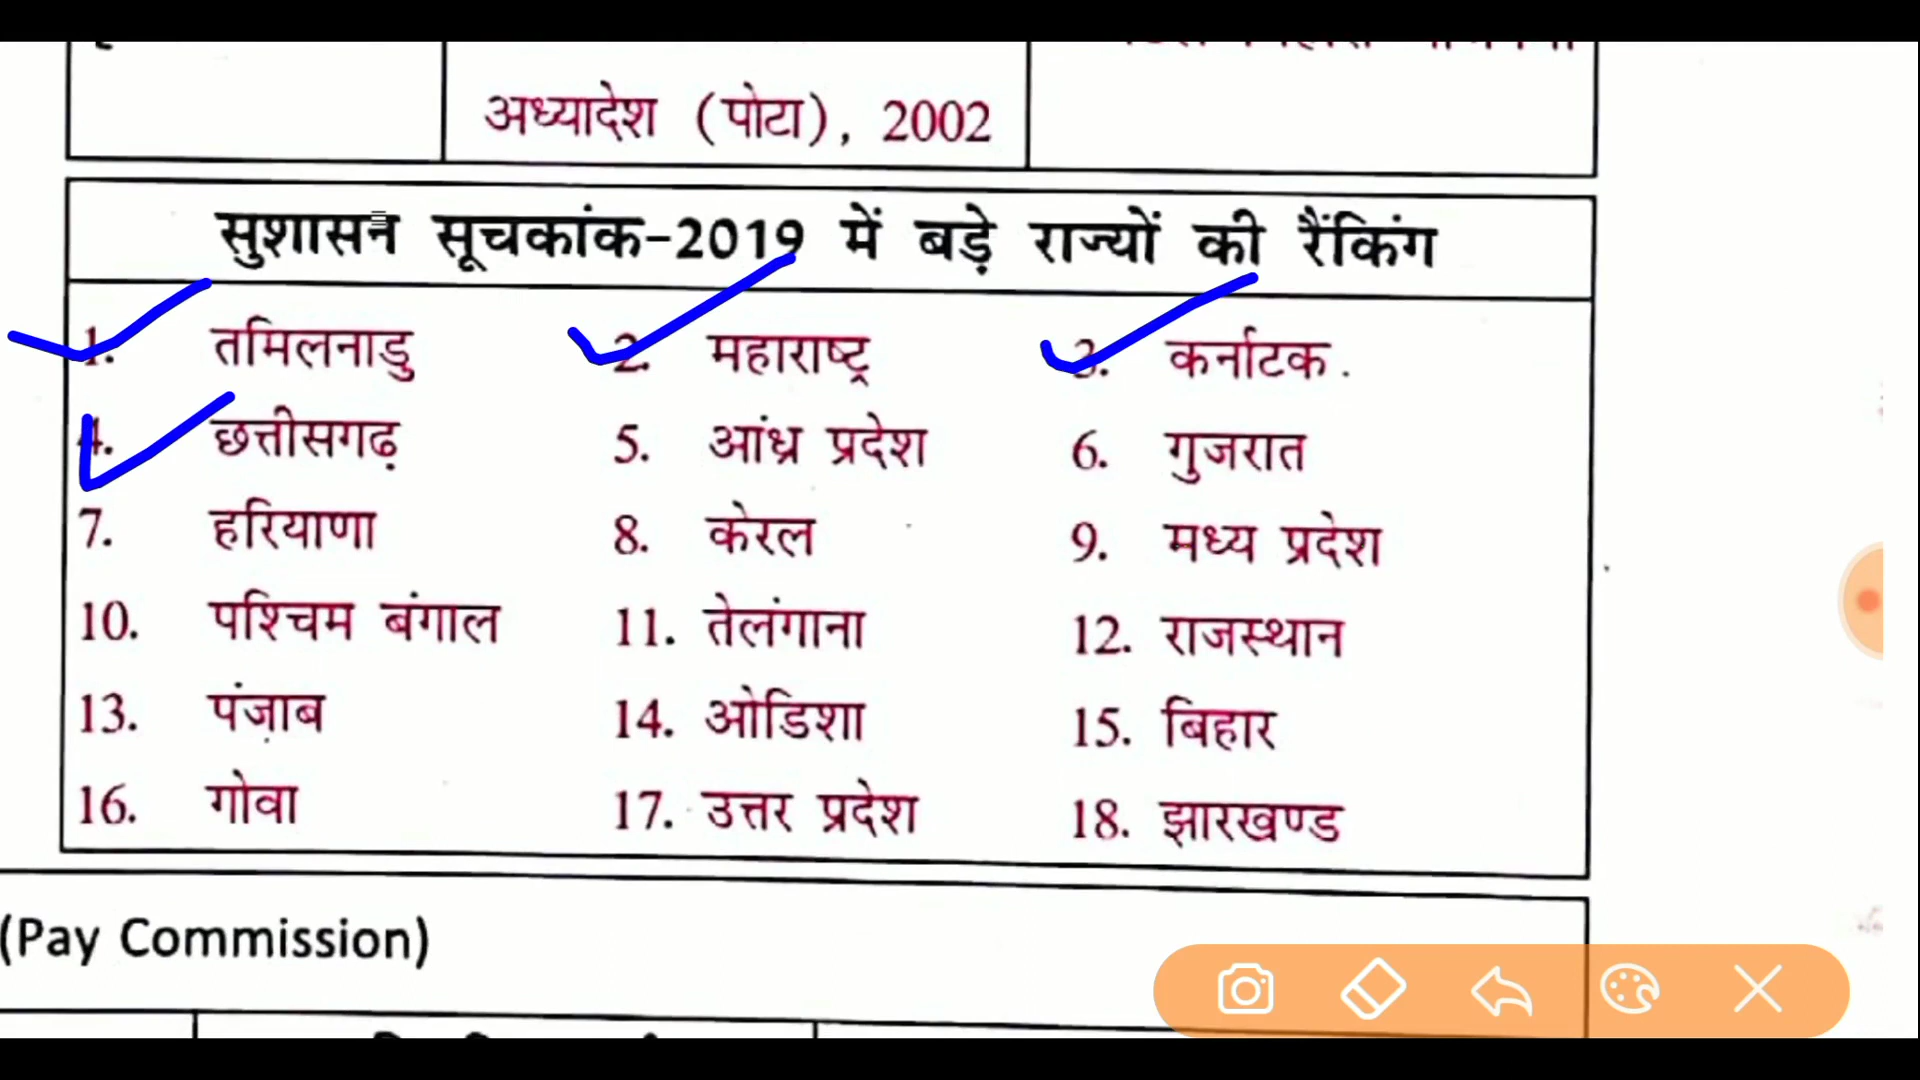 अध्यादेश (पोटा), 2002
सुशासन सूचकांक-2019 में बड़े राज्यों की रैंकिंग
1. तमिलनाडु 2. महाराष्ट्र 3. कर्नाटक.
4. छत्तीसगढ़ 5. आंध्र प्रदेश 6. गुजरात
7. हरियाणा 8. केरल 9. मध्य प्रदेश
10. पश्चिम बंगाल 11. तेलंगाना 12. राजस्थान
13. पंजाब 14. ओडिशा 15. बिहार
16. गोवा 17. उत्तर प्रदेश 18. झारखण्ड
(Pay Commission)